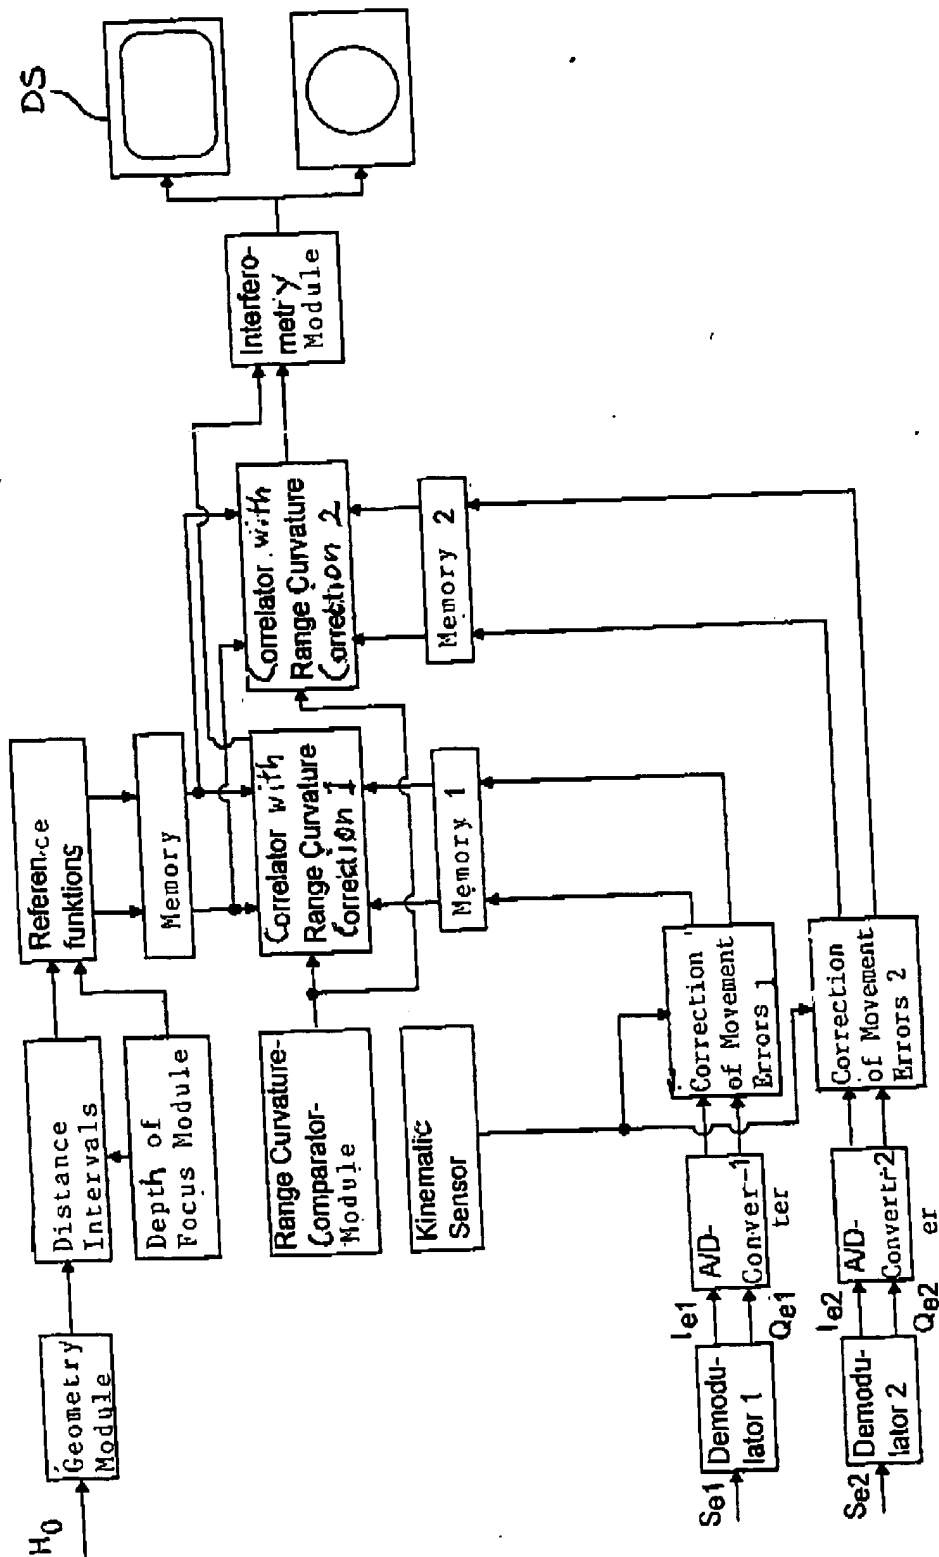 H0
Geometry
Module
Distance
Intervals
Depth of
Focus Module
Reference
funktions
Memory
Range Curvature-
Comparator-
Module
Kinematic
Sensor
Correlator with
Range Curvature
Correction 1
Memory 1
Correlator with
Range Curvature
Correction 2
Memory 2
Interfero-
metry
Module
DS
Se1
Demodu-
lator 1
Ie1
Qe1
A/D-
Conver-1
ter
Correction
of Movement
Errors 1
Se2
Demodu-
lator 2
Ie2
Qe2
A/D-
Convertr2
er
Correction
of Movement
Errors 2